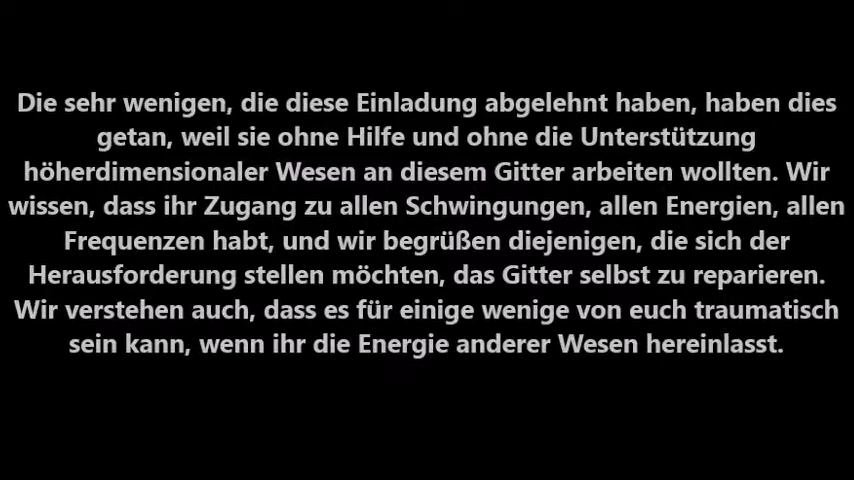 Die sehr wenigen, die diese Einladung abgelehnt haben, haben dies
getan, weil sie ohne Hilfe und ohne die Unterstützung
höherdimensionaler Wesen an diesem Gitter arbeiten wollten. Wir
wissen, dass ihr Zugang zu allen Schwingungen, allen Energien, allen
Frequenzen habt, und wir begrüßen diejenigen, die sich der
Herausforderung stellen möchten, das Gitter selbst zu reparieren.
Wir verstehen auch, dass es für einige wenige von euch traumatisch
sein kann, wenn ihr die Energie anderer Wesen hereinlasst.